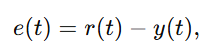 e(t) = r(t) − y(t),